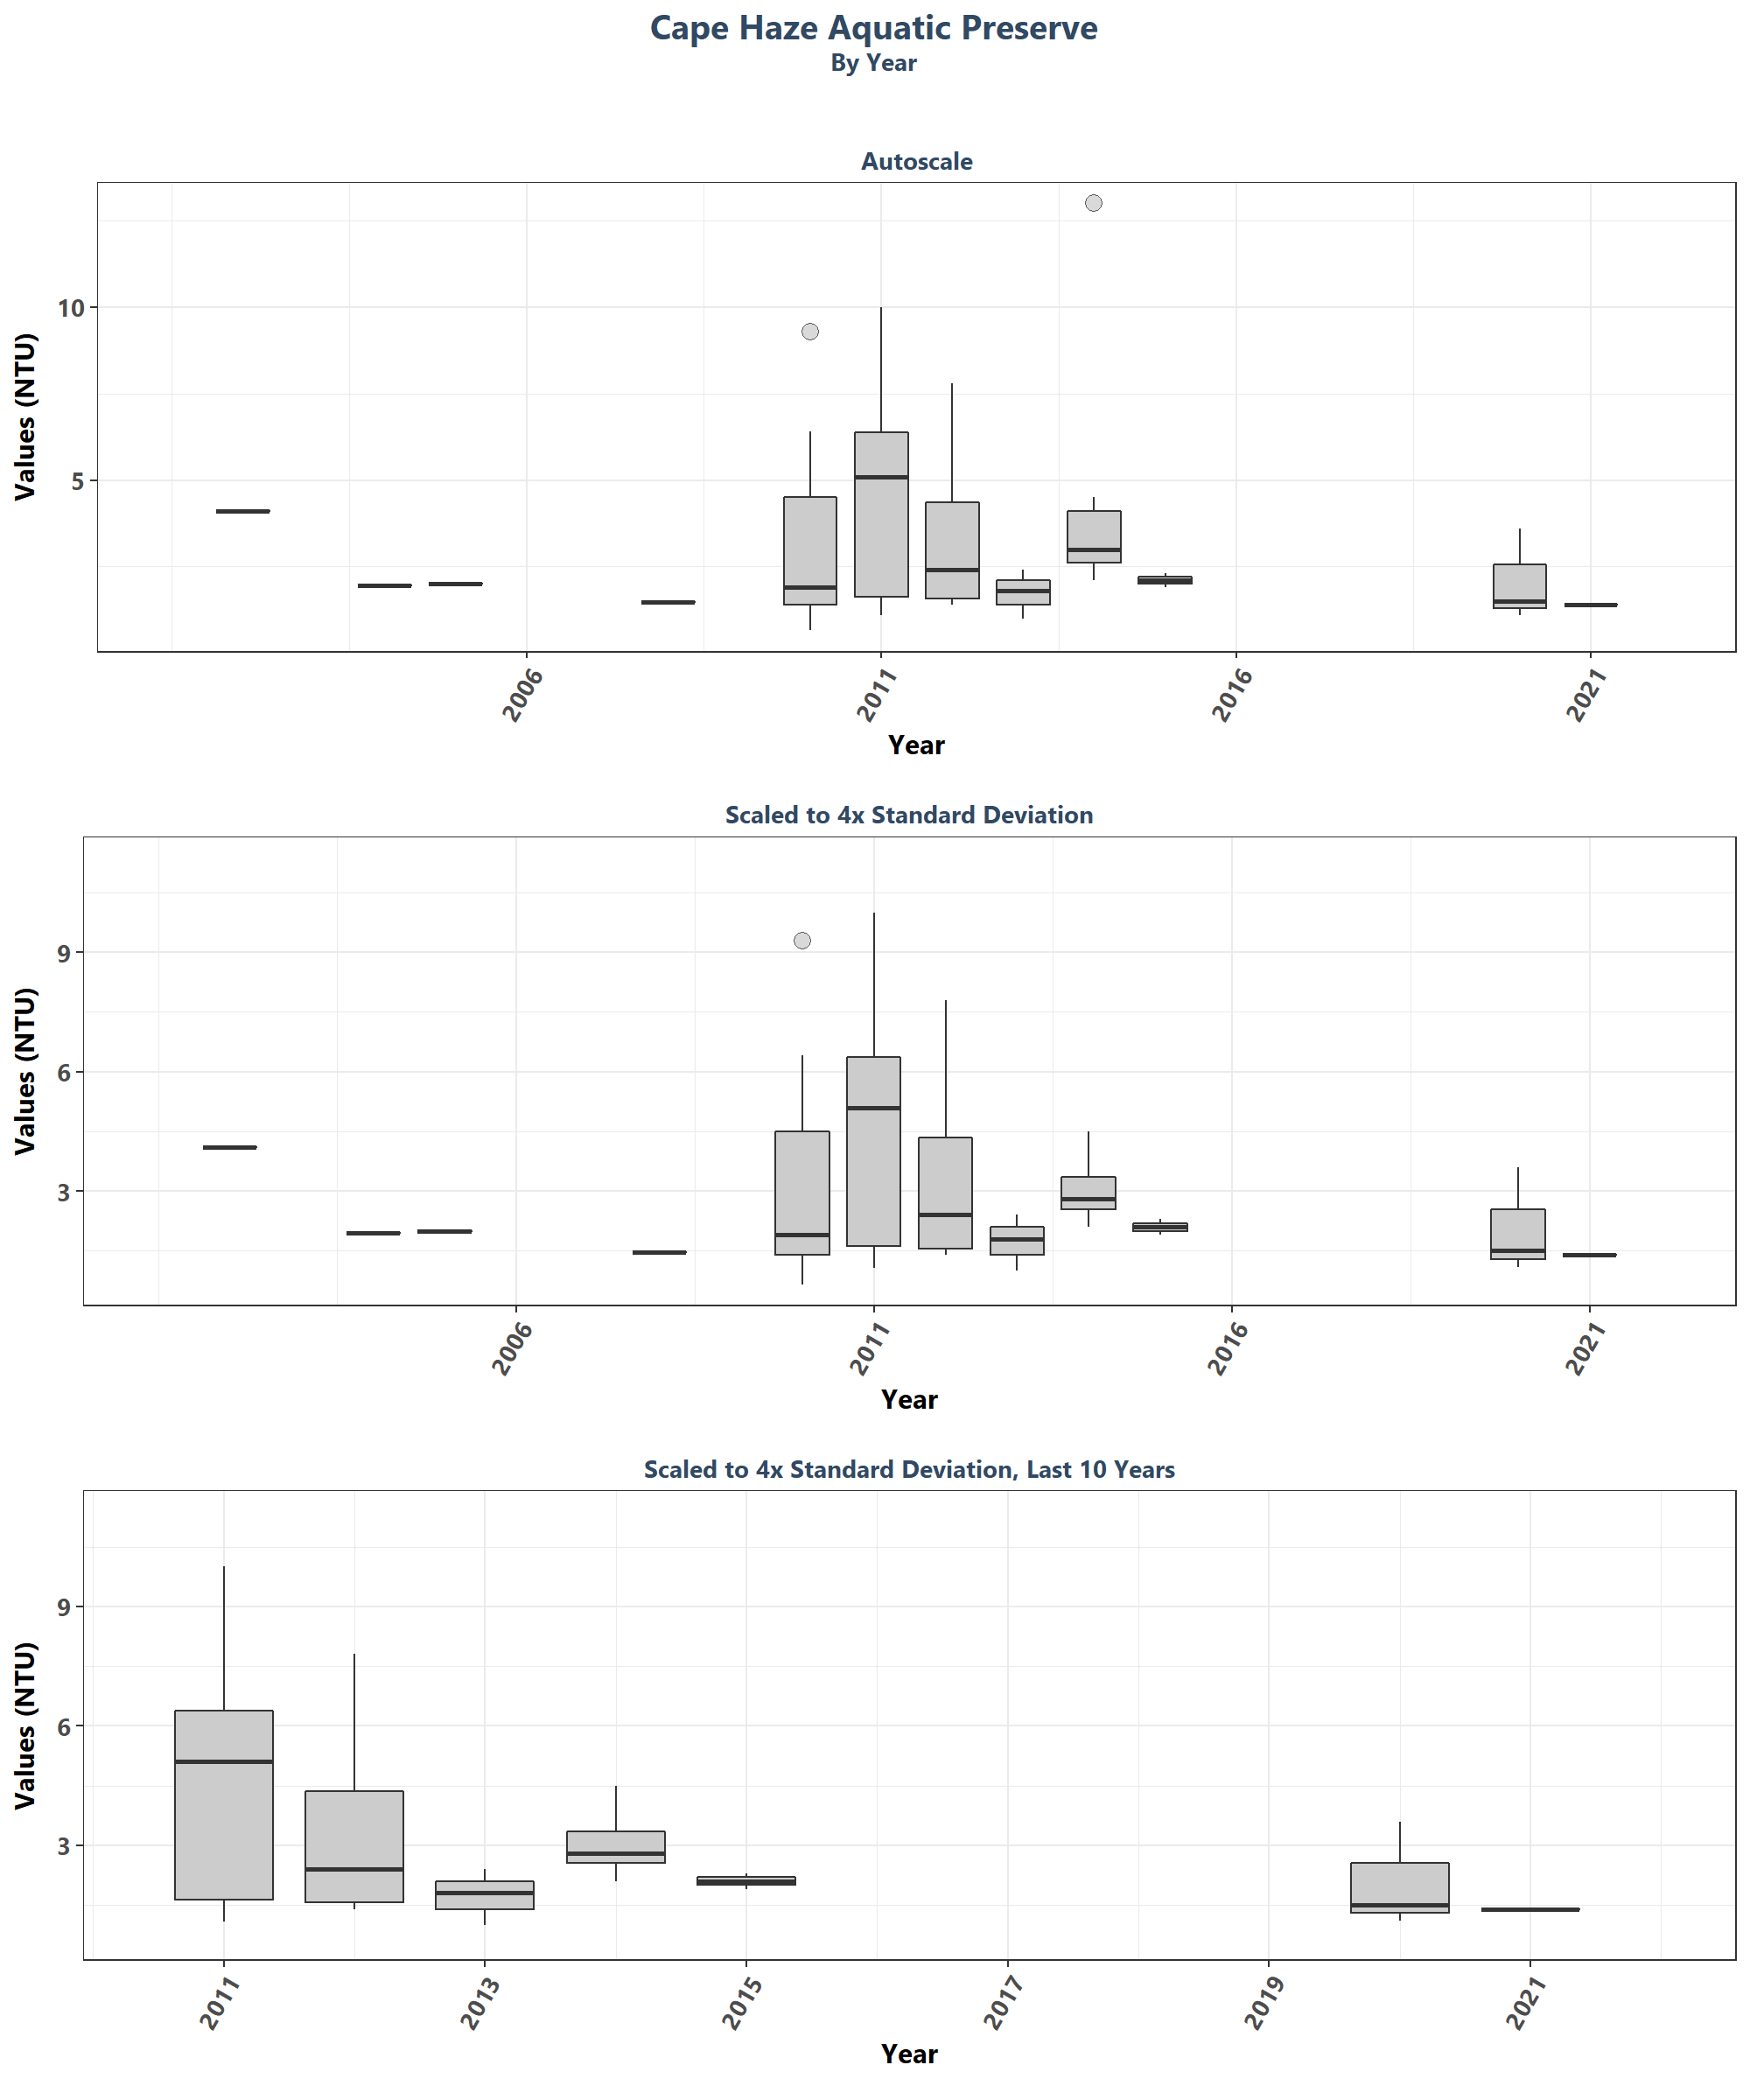 Cape Haze Aquatic Preserve
By Year
Autoscale
Values (NTU)
10
5
2006
2011
2016
2021
Year
Scaled to 4x Standard Deviation
Values (NTU)
9
6
3
2006
2011
2016
2021
Year
Scaled to 4x Standard Deviation, Last 10 Years
Values (NTU)
9
6
3
2011
2013
2015
2017
2019
2021
Year